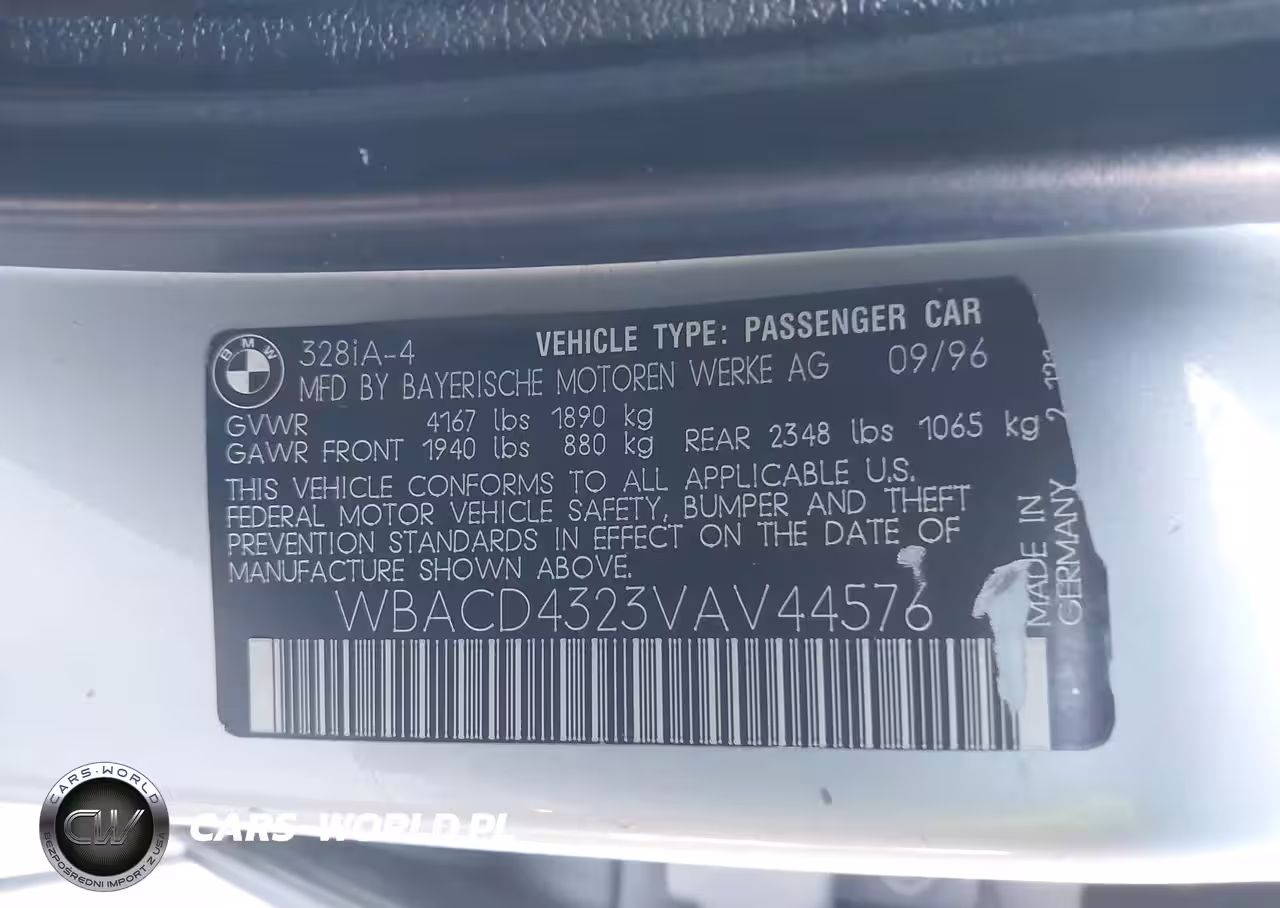 VEHICLE TYPE: PASSENGER CAR
BMW
328iA-4
09/96
MFD BY BAYERISCHE MOTOREN WERKE AG
GVWR 4167 lbs 1890 kg
GAWR FRONT 1940 lbs 880 kg REAR 2348 lbs 1065 kg
THIS VEHICLE CONFORMS TO ALL APPLICABLE U.S.
FEDERAL MOTOR VEHICLE SAFETY, BUMPER AND THEFT
PREVENTION STANDARDS IN EFFECT ON THE DATE OF
MANUFACTURE SHOWN ABOVE.
WBACD4323VAV44576
MADE IN
GERMANY
CARS-WORLD
CW
BEZPOŚREDNI IMPORT Z USA
CARS-WORLD.PL